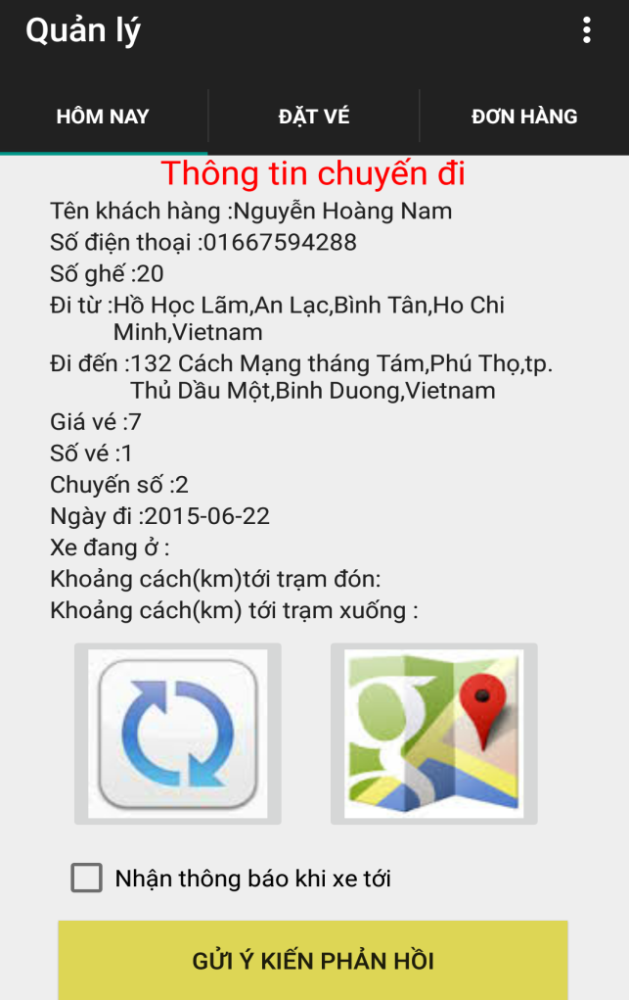 Quản lý
HÔM NAY
ĐẶT VÉ
ĐƠN HÀNG
Thông tin chuyến đi
Tên khách hàng :Nguyễn Hoàng Nam
Số điện thoại :01667594288
Số ghế :20
Đi từ :Hồ Học Lãm,An Lạc,Bình Tân,Ho Chi
Minh,Vietnam
Đi đến :132 Cách Mạng tháng Tám,Phú Thọ,tp.
Thủ Dầu Một,Binh Duong,Vietnam
Giá vé :7
Số vé :1
Chuyến số :2
Ngày đi :2015-06-22
Xe đang ở :
Khoảng cách(km)tới trạm đón:
Khoảng cách(km) tới trạm xuống :
g
Nhận thông báo khi xe tới
GỬI Ý KIẾN PHẢN HỒI